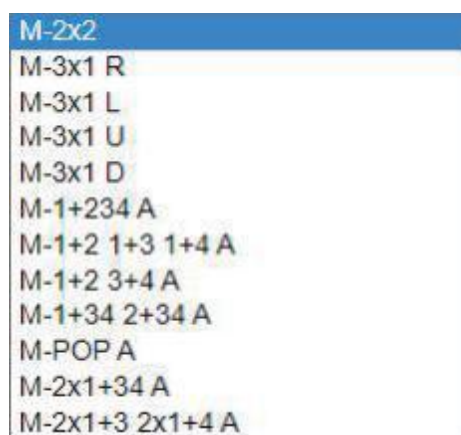 M-2x2
M-3x1 R
M-3x1 L
M-3x1 U
M-3x1 D
M-1+234 A
M-1+2 1+3 1+4 A
M-1+2 3+4 A
M-1+34 2+34 A
M-POP A
M-2x1+34 A
M-2x1+3 2x1+4 A